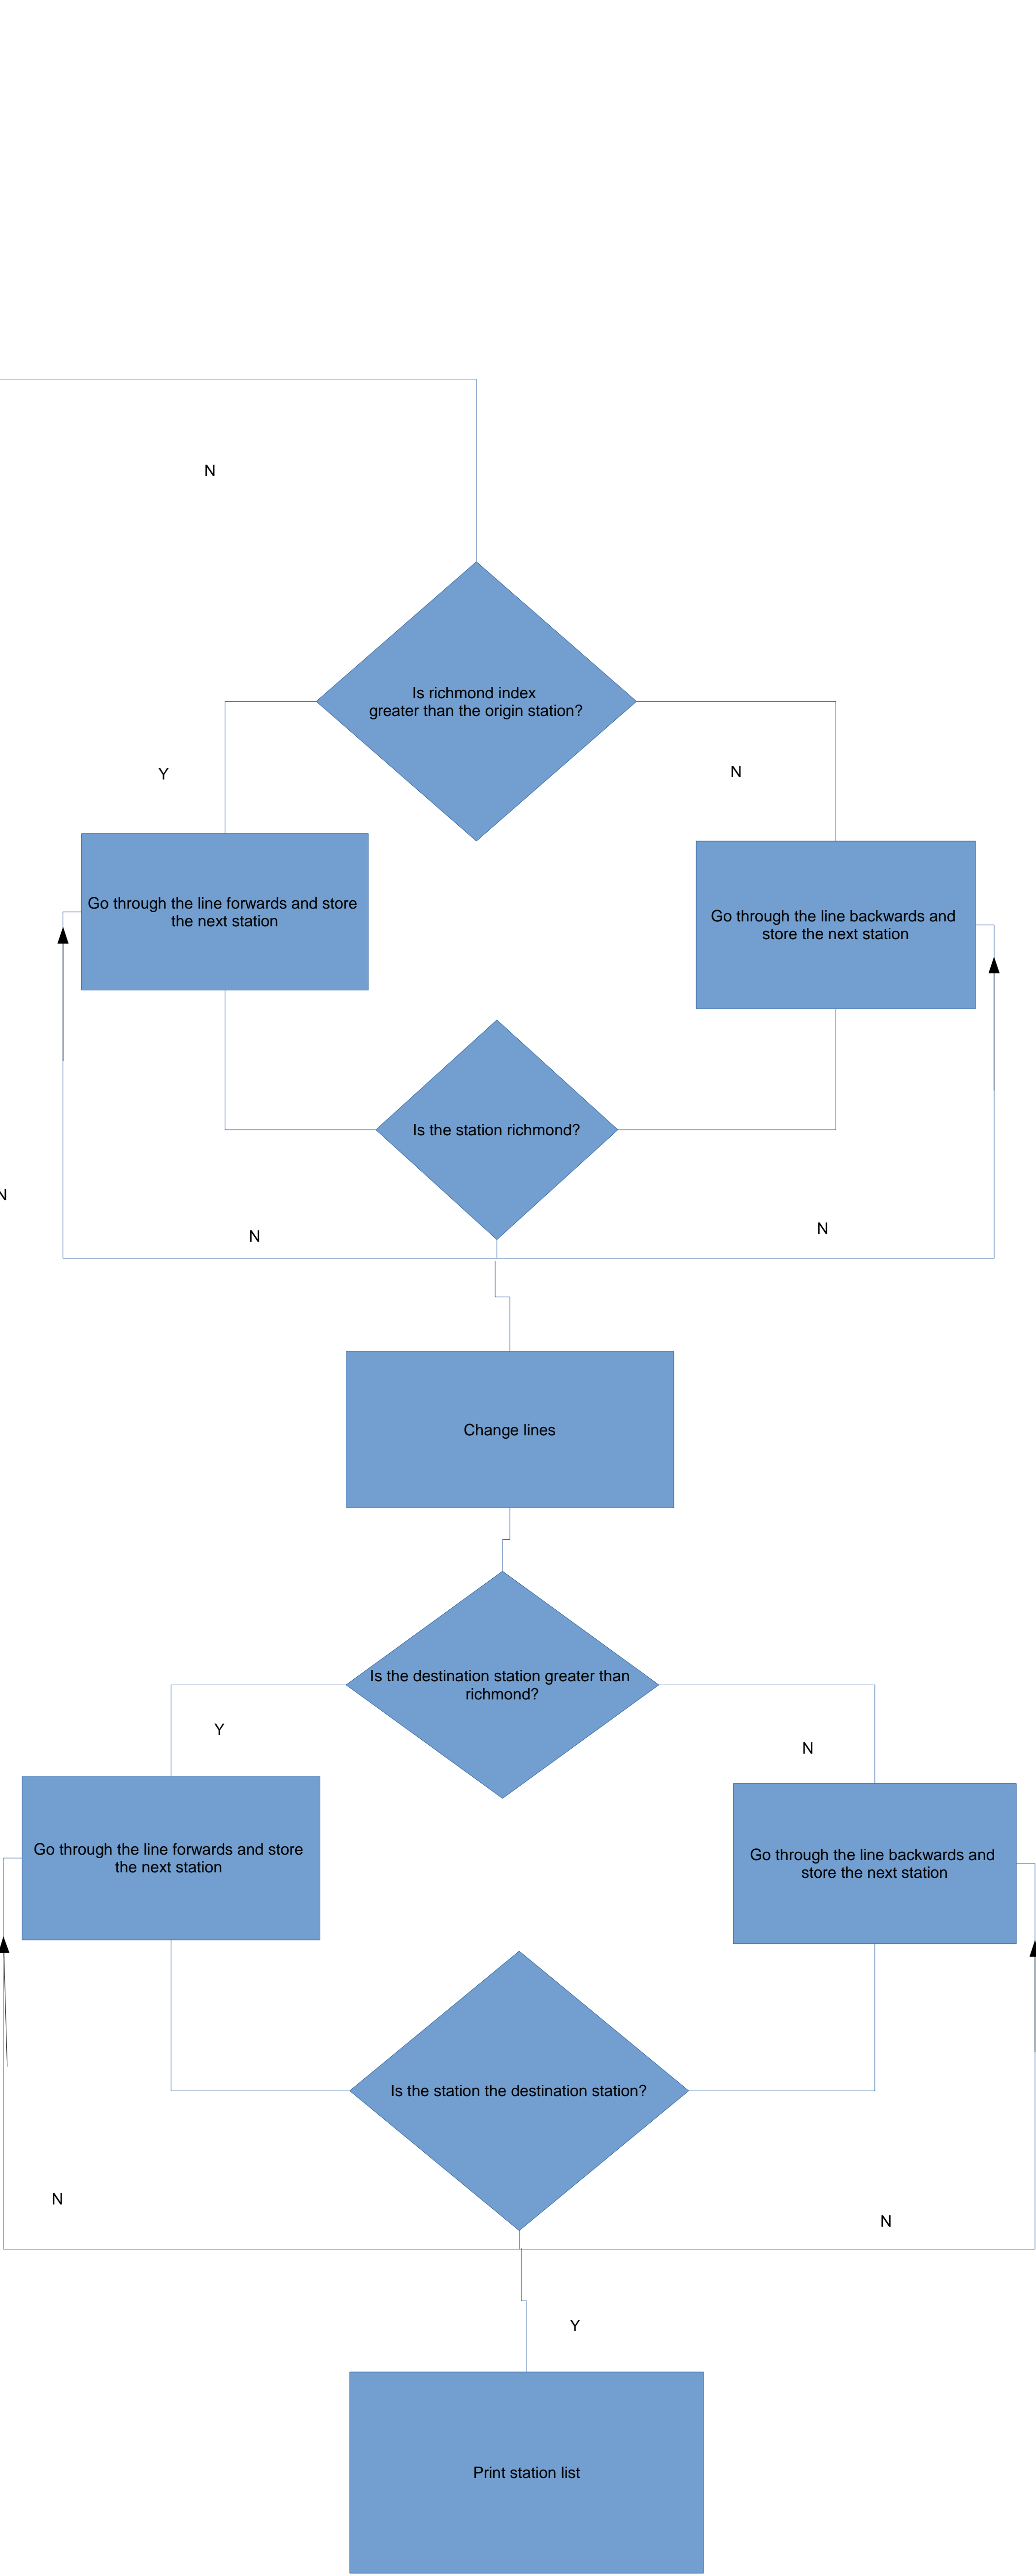 N
Is richmond index
greater than the origin station?
Y
N
Go through the line forwards and store
the next station
Go through the line backwards and
store the next station
Is the station richmond?
N
N
N
Change lines
Is the destination station greater than
richmond?
Y
N
Go through the line forwards and store
the next station
Go through the line backwards and
store the next station
Is the station the destination station?
N
N
Y
Print station list